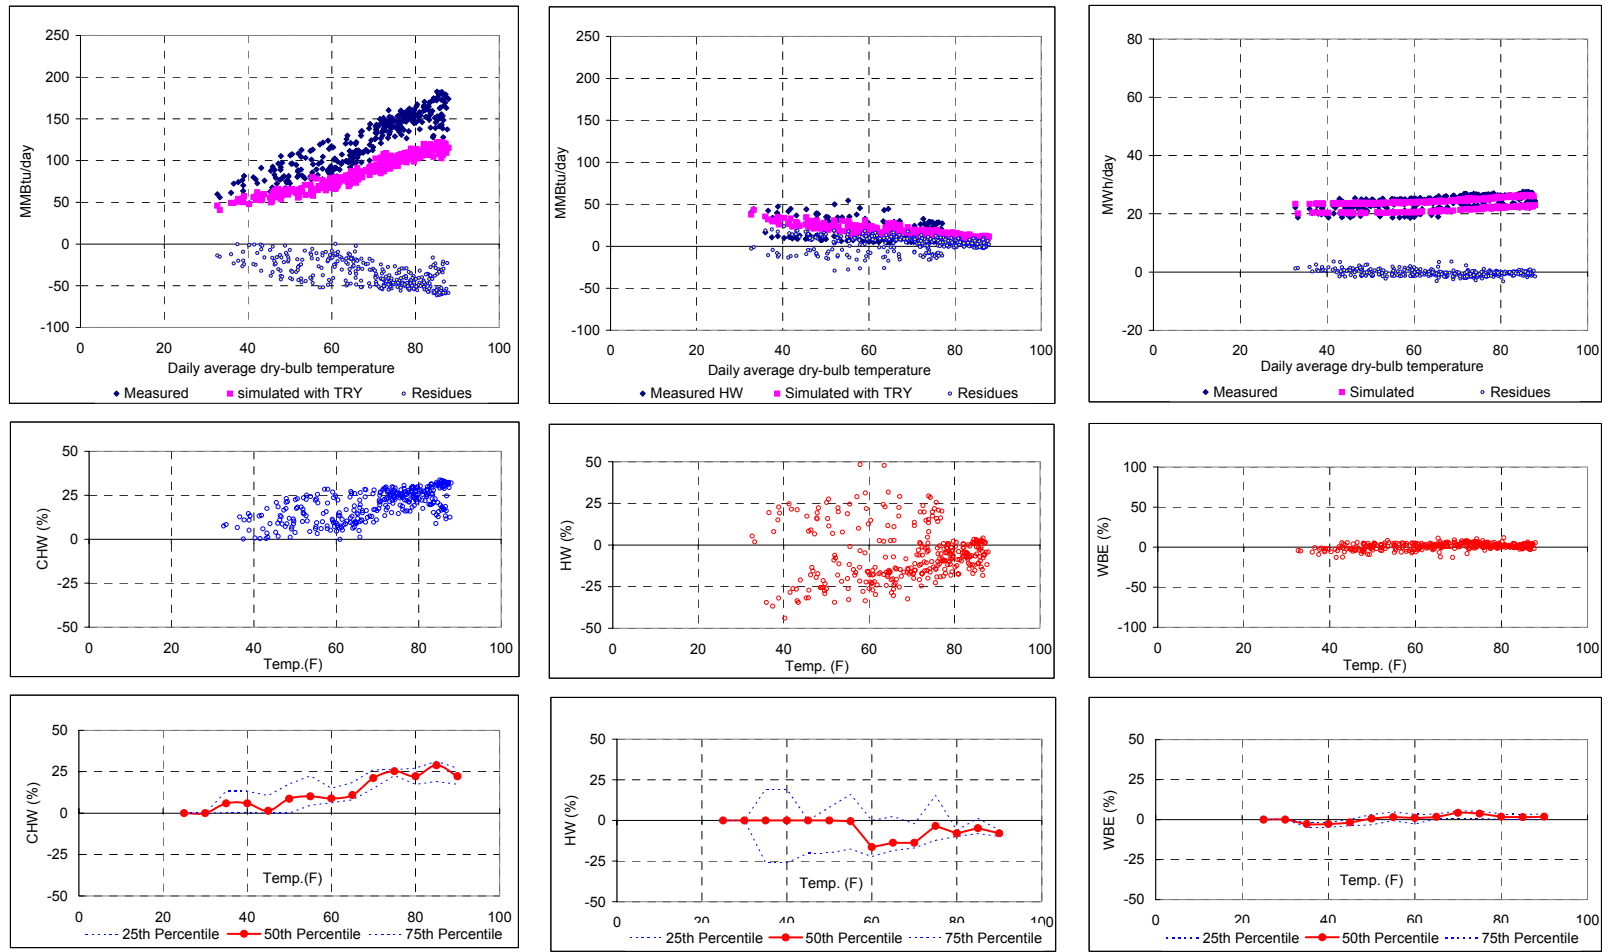 250
200
150
100
50
0
-50
-100
MMBtu/day
0 20 40 60 80 100
Daily average dry-bulb temperature
Measured simulated with TRY Residues
250
200
150
100
50
0
-50
-100
MMBtu/day
0 20 40 60 80 100
Daily average dry-bulb temperature
Measured HW Simulated with TRY Residues
80
60
40
20
0
-20
MWh/day
0 20 40 60 80 100
Daily average dry-bulb temperature
Measured Simulated Residues
50
25
0
-25
-50
CHW (%)
0 20 40 60 80 100
Temp.(F)
50
25
0
-25
-50
HW (%)
0 20 40 60 80 100
Temp. (F)
100
50
0
-50
-100
WBE (%)
0 20 40 60 80 100
Temp. (F)
50
25
0
-25
-50
CHW (%)
Temp.(F)
0 20 40 60 80 100
25th Percentile 50th Percentile 75th Percentile
50
25
0
-25
-50
HW (%)
Temp. (F)
0 20 40 60 80 100
25th Percentile 50th Percentile 75th Percentile
50
25
0
-25
-50
WBE (%)
Temp. (F)
0 20 40 60 80 100
25th Percentile 50th Percentile 75th Percentile